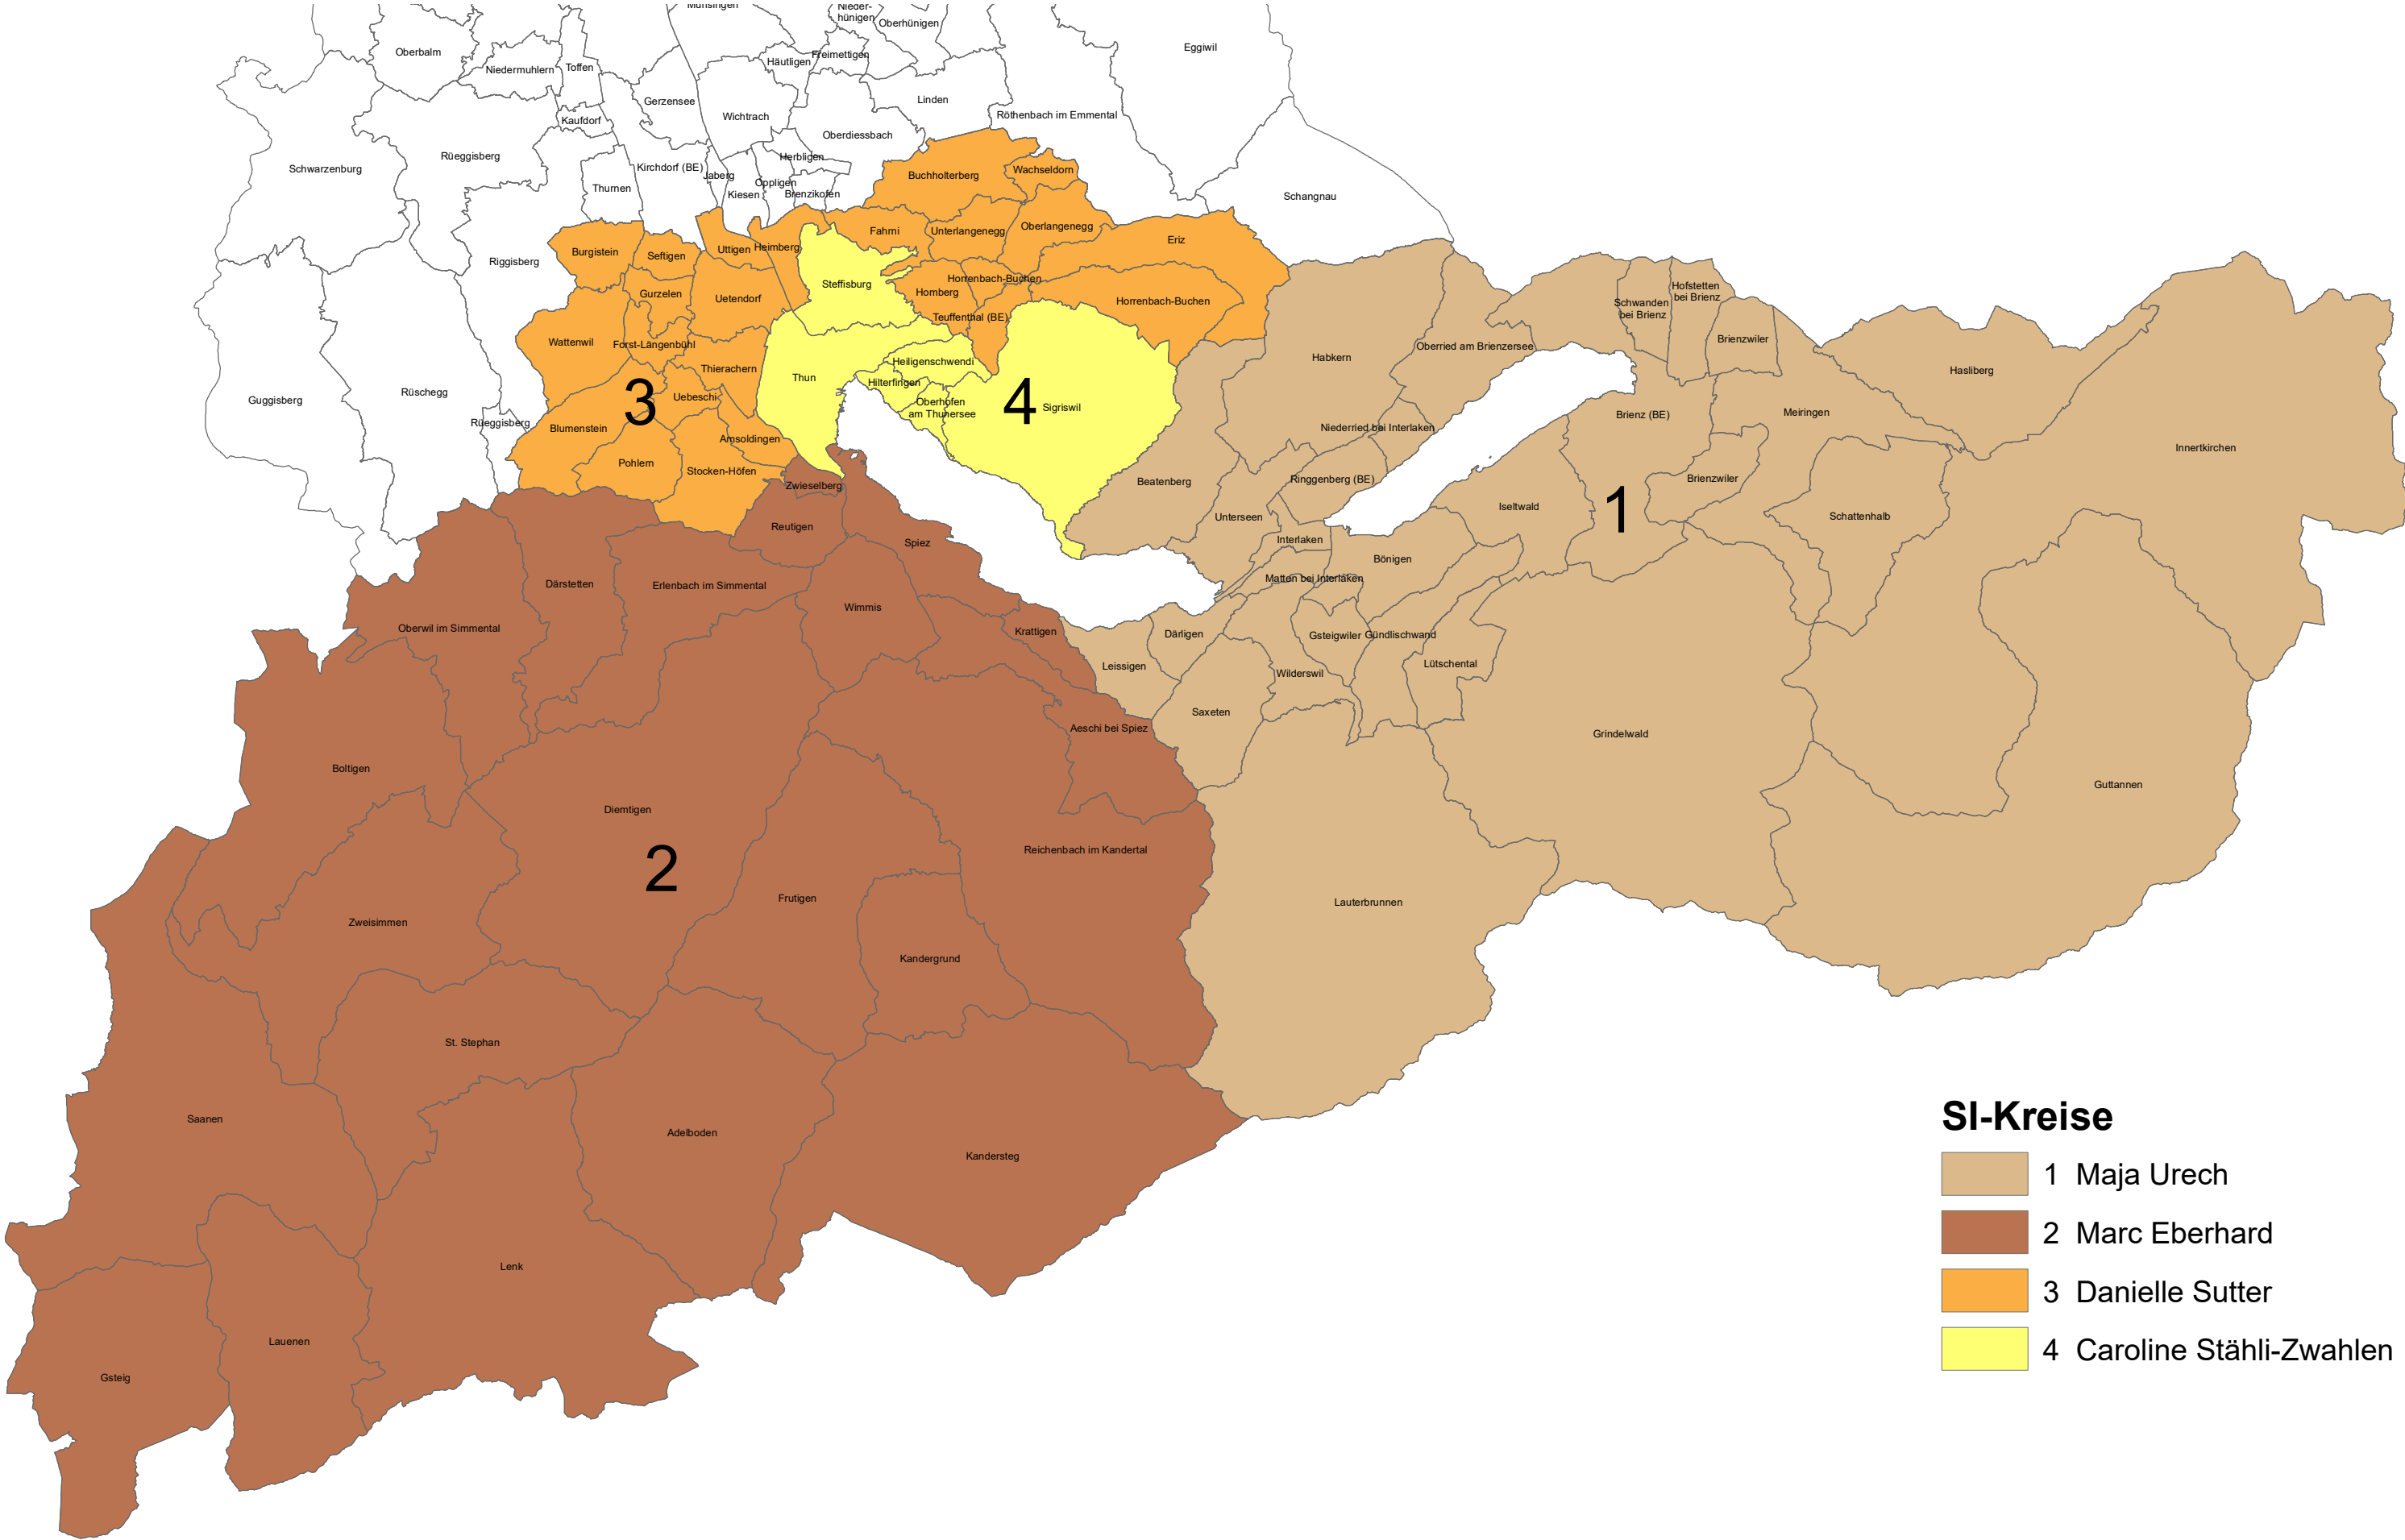 Münsingen
Nieder-
hünigen
Oberhünigen
Eggiwil
Oberbalm
Niedermuhlern
Toffen
Häutligen
Freimettigen
Gerzensee
Wichtrach
Linden
Röthenbach im Emmental
Kaufdorf
Oberdiessbach
Schwarzenburg
Rüeggisberg
Thurnen
Kirchdorf (BE)
Jaberg
Herbligen
Oppligen
Kiesen
Brenzikofen
Buchholterberg
Wachseldorn
Schangnau
Burgistein
Seftigen
Uttigen
Heimberg
Fahrni
Unterlangenegg
Oberlangenegg
Eriz
Riggisberg
Gurzelen
Uetendorf
Steffisburg
Homberg
Horrenbach-Buchen
Horrenbach-Buchen
Teuffenthal (BE)
Schwanden
bei Brienz
Hofstetten
bei Brienz
Brienzwiler
Wattenwil
Forst-Längenbühl
Thierachern
Thun
Heiligenschwendi
Hilterfingen
Oberhofen
am Thunersee
Habkern
Oberried am Brienzersee
Hasliberg
Guggisberg
Rüschegg
Rüeggisberg
3
Uebeschi
4
Sigriswil
Niederried bei Interlaken
Brienz (BE)
Meiringen
Innertkirchen
Blumenstein
Amsoldingen
Pohlern
Stocken-Höfen
Zwieselberg
Beatenberg
Ringgenberg (BE)
Brienzwiler
1
Reutigen
Spiez
Unterseen
Iseltwald
Schattenhalb
Interlaken
Bönigen
Matten bei Interlaken
Därstetten
Erlenbach im Simmental
Wimmis
Oberwil im Simmental
Krattigen
Därligen
Leissigen
Gsteigwiler
Gündlischwand
Lütschental
Wilderswil
Saxeten
Aeschi bei Spiez
Grindelwald
Boltigen
Diemtigen
2
Guttannen
Reichenbach im Kandertal
Frutigen
Lauterbrunnen
Zweisimmen
Kandergrund
St. Stephan
Saanen
Adelboden
Kandersteg
Lenk
Lauenen
Gsteig
SI-Kreise
1 Maja Urech
2 Marc Eberhard
3 Danielle Sutter
4 Caroline Stähli-Zwahlen